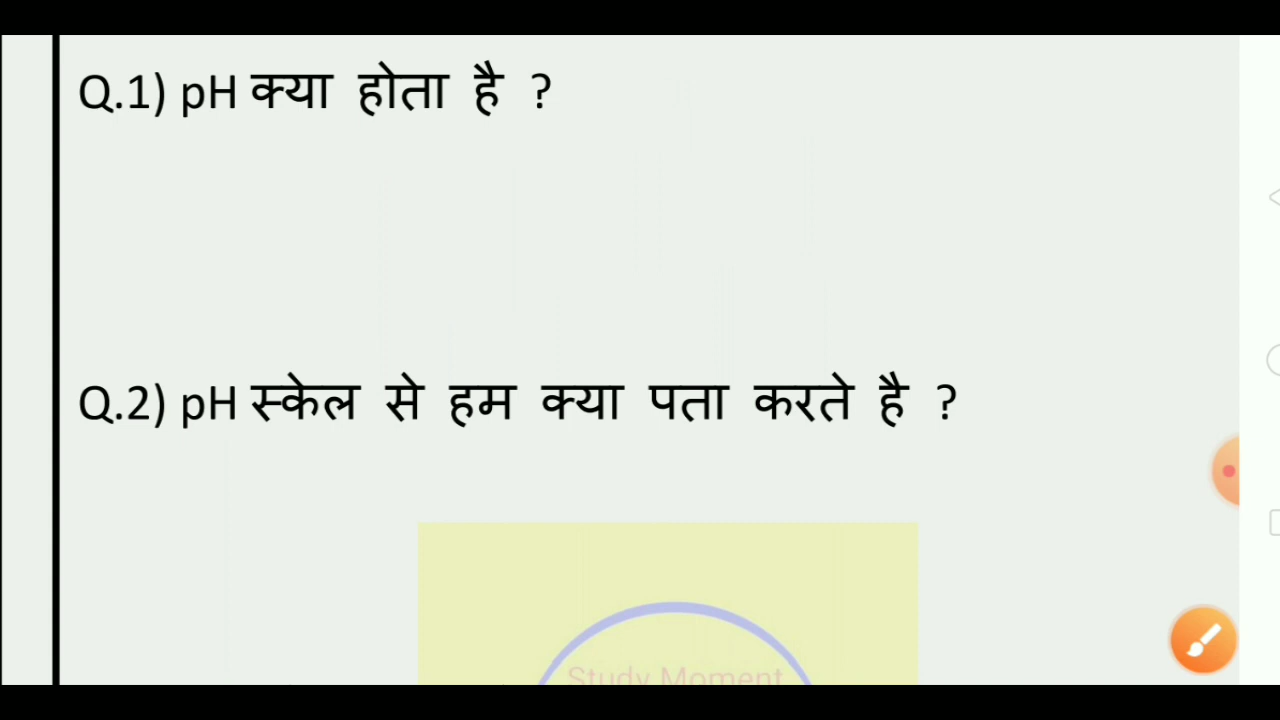 Q.1) pH क्या होता है ?
Q.2) pH स्केल से हम क्या पता करते है ?
Study Moment